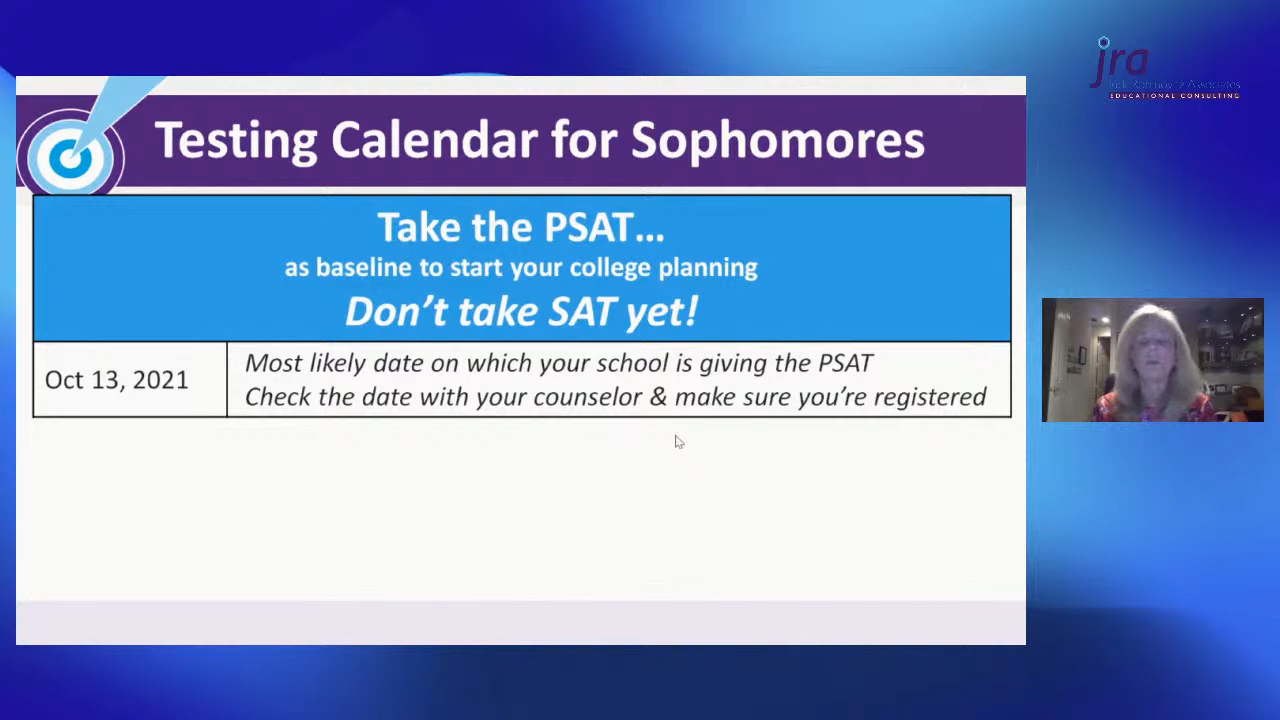 jra
Associates
EDUCATIONAL CONSULTING
Testing Calendar for Sophomores
Take the PSAT...
as baseline to start your college planning
Don't take SAT yet!
Oct 13, 2021
Most likely date on which your school is giving the PSAT
Check the date with your counselor & make sure you're registered